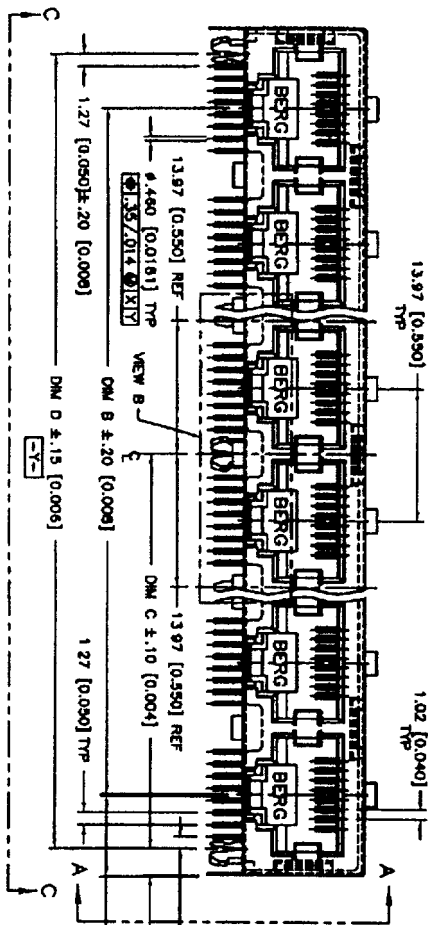 C
C
A
A
1.27 [0.050]±.20 [0.008]
ø.460 [0.0181] TYP
⌖ .35/.014 Ⓜ X Y
13.97 [0.550] REF
VIEW B
℄
DIM D ±.15 [0.006]
-Y-
DIM B ±.20 [0.008]
DIM C ±.10 [0.004]
13.97 [0.550] REF
1.27 [0.050] TYP
13.97 [0.550]
TYP
1.02 [0.040]
TYP
BERG
BERG
BERG
BERG
BERG
BERG